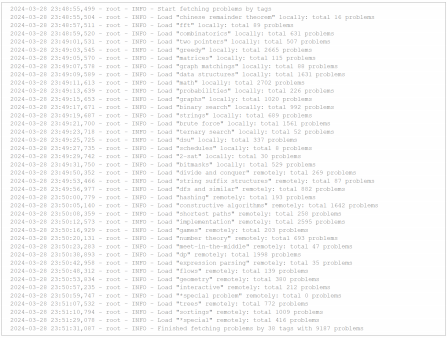 2024-03-28 23:48:55,499 - root - INFO - Start fetching problems by tags
2024-03-28 23:48:55,904 - root - INFO - Load "chinese remainder theorem" locally: total 16 problems
2024-03-28 23:48:57,511 - root - INFO - Load "fft" locally: total 89 problems
2024-03-28 23:48:59,520 - root - INFO - Load "combinatorics" locally: total 631 problems
2024-03-28 23:49:01,531 - root - INFO - Load "two pointers" locally: total 507 problems
2024-03-28 23:49:03,545 - root - INFO - Load "greedy" locally: total 2665 problems
2024-03-28 23:49:05,570 - root - INFO - Load "matrices" locally: total 115 problems
2024-03-28 23:49:07,578 - root - INFO - Load "graph matchings" locally: total 88 problems
2024-03-28 23:49:09,589 - root - INFO - Load "data structures" locally: total 1631 problems
2024-03-28 23:49:11,613 - root - INFO - Load "math" locally: total 2702 problems
2024-03-28 23:49:13,639 - root - INFO - Load "probabilities" locally: total 226 problems
2024-03-28 23:49:15,653 - root - INFO - Load "graphs" locally: total 1020 problems
2024-03-28 23:49:17,671 - root - INFO - Load "binary search" locally: total 992 problems
2024-03-28 23:49:19,687 - root - INFO - Load "strings" locally: total 689 problems
2024-03-28 23:49:21,700 - root - INFO - Load "brute force" locally: total 1561 problems
2024-03-28 23:49:23,718 - root - INFO - Load "ternary search" locally: total 52 problems
2024-03-28 23:49:25,725 - root - INFO - Load "dsu" locally: total 337 problems
2024-03-28 23:49:27,735 - root - INFO - Load "schedules" locally: total 8 problems
2024-03-28 23:49:29,742 - root - INFO - Load "2-sat" locally: total 30 problems
2024-03-28 23:49:31,750 - root - INFO - Load "bitmasks" locally: total 529 problems
2024-03-28 23:49:50,352 - root - INFO - Load "divide and conquer" remotely: total 269 problems
2024-03-28 23:49:53,466 - root - INFO - Load "string suffix structures" remotely: total 87 problems
2024-03-28 23:49:56,877 - root - INFO - Load "dfs and similar" remotely: total 882 problems
2024-03-28 23:50:00,779 - root - INFO - Load "hashing" remotely: total 193 problems
2024-03-28 23:50:05,140 - root - INFO - Load "constructive algorithms" remotely: total 1642 problems
2024-03-28 23:50:08,359 - root - INFO - Load "shortest paths" remotely: total 250 problems
2024-03-28 23:50:12,573 - root - INFO - Load "implementation" remotely: total 2595 problems
2024-03-28 23:50:16,928 - root - INFO - Load "games" remotely: total 203 problems
2024-03-28 23:50:20,131 - root - INFO - Load "number theory" remotely: total 693 problems
2024-03-28 23:50:23,203 - root - INFO - Load "meet-in-the-middle" remotely: total 47 problems
2024-03-28 23:50:38,693 - root - INFO - Load "dp" remotely: total 1998 problems
2024-03-28 23:50:42,958 - root - INFO - Load "expression parsing" remotely: total 35 problems
2024-03-28 23:50:48,312 - root - INFO - Load "flows" remotely: total 139 problems
2024-03-28 23:50:53,834 - root - INFO - Load "geometry" remotely: total 380 problems
2024-03-28 23:50:57,235 - root - INFO - Load "interactive" remotely: total 212 problems
2024-03-28 23:50:59,747 - root - INFO - Load "*special problem" remotely: total 0 problems
2024-03-28 23:51:07,532 - root - INFO - Load "trees" remotely: total 772 problems
2024-03-28 23:51:10,794 - root - INFO - Load "sortings" remotely: total 1009 problems
2024-03-28 23:51:29,078 - root - INFO - Load "*special" remotely: total 416 problems
2024-03-28 23:51:31,087 - root - INFO - Finished fetching problems by 38 tags with 9187 problems